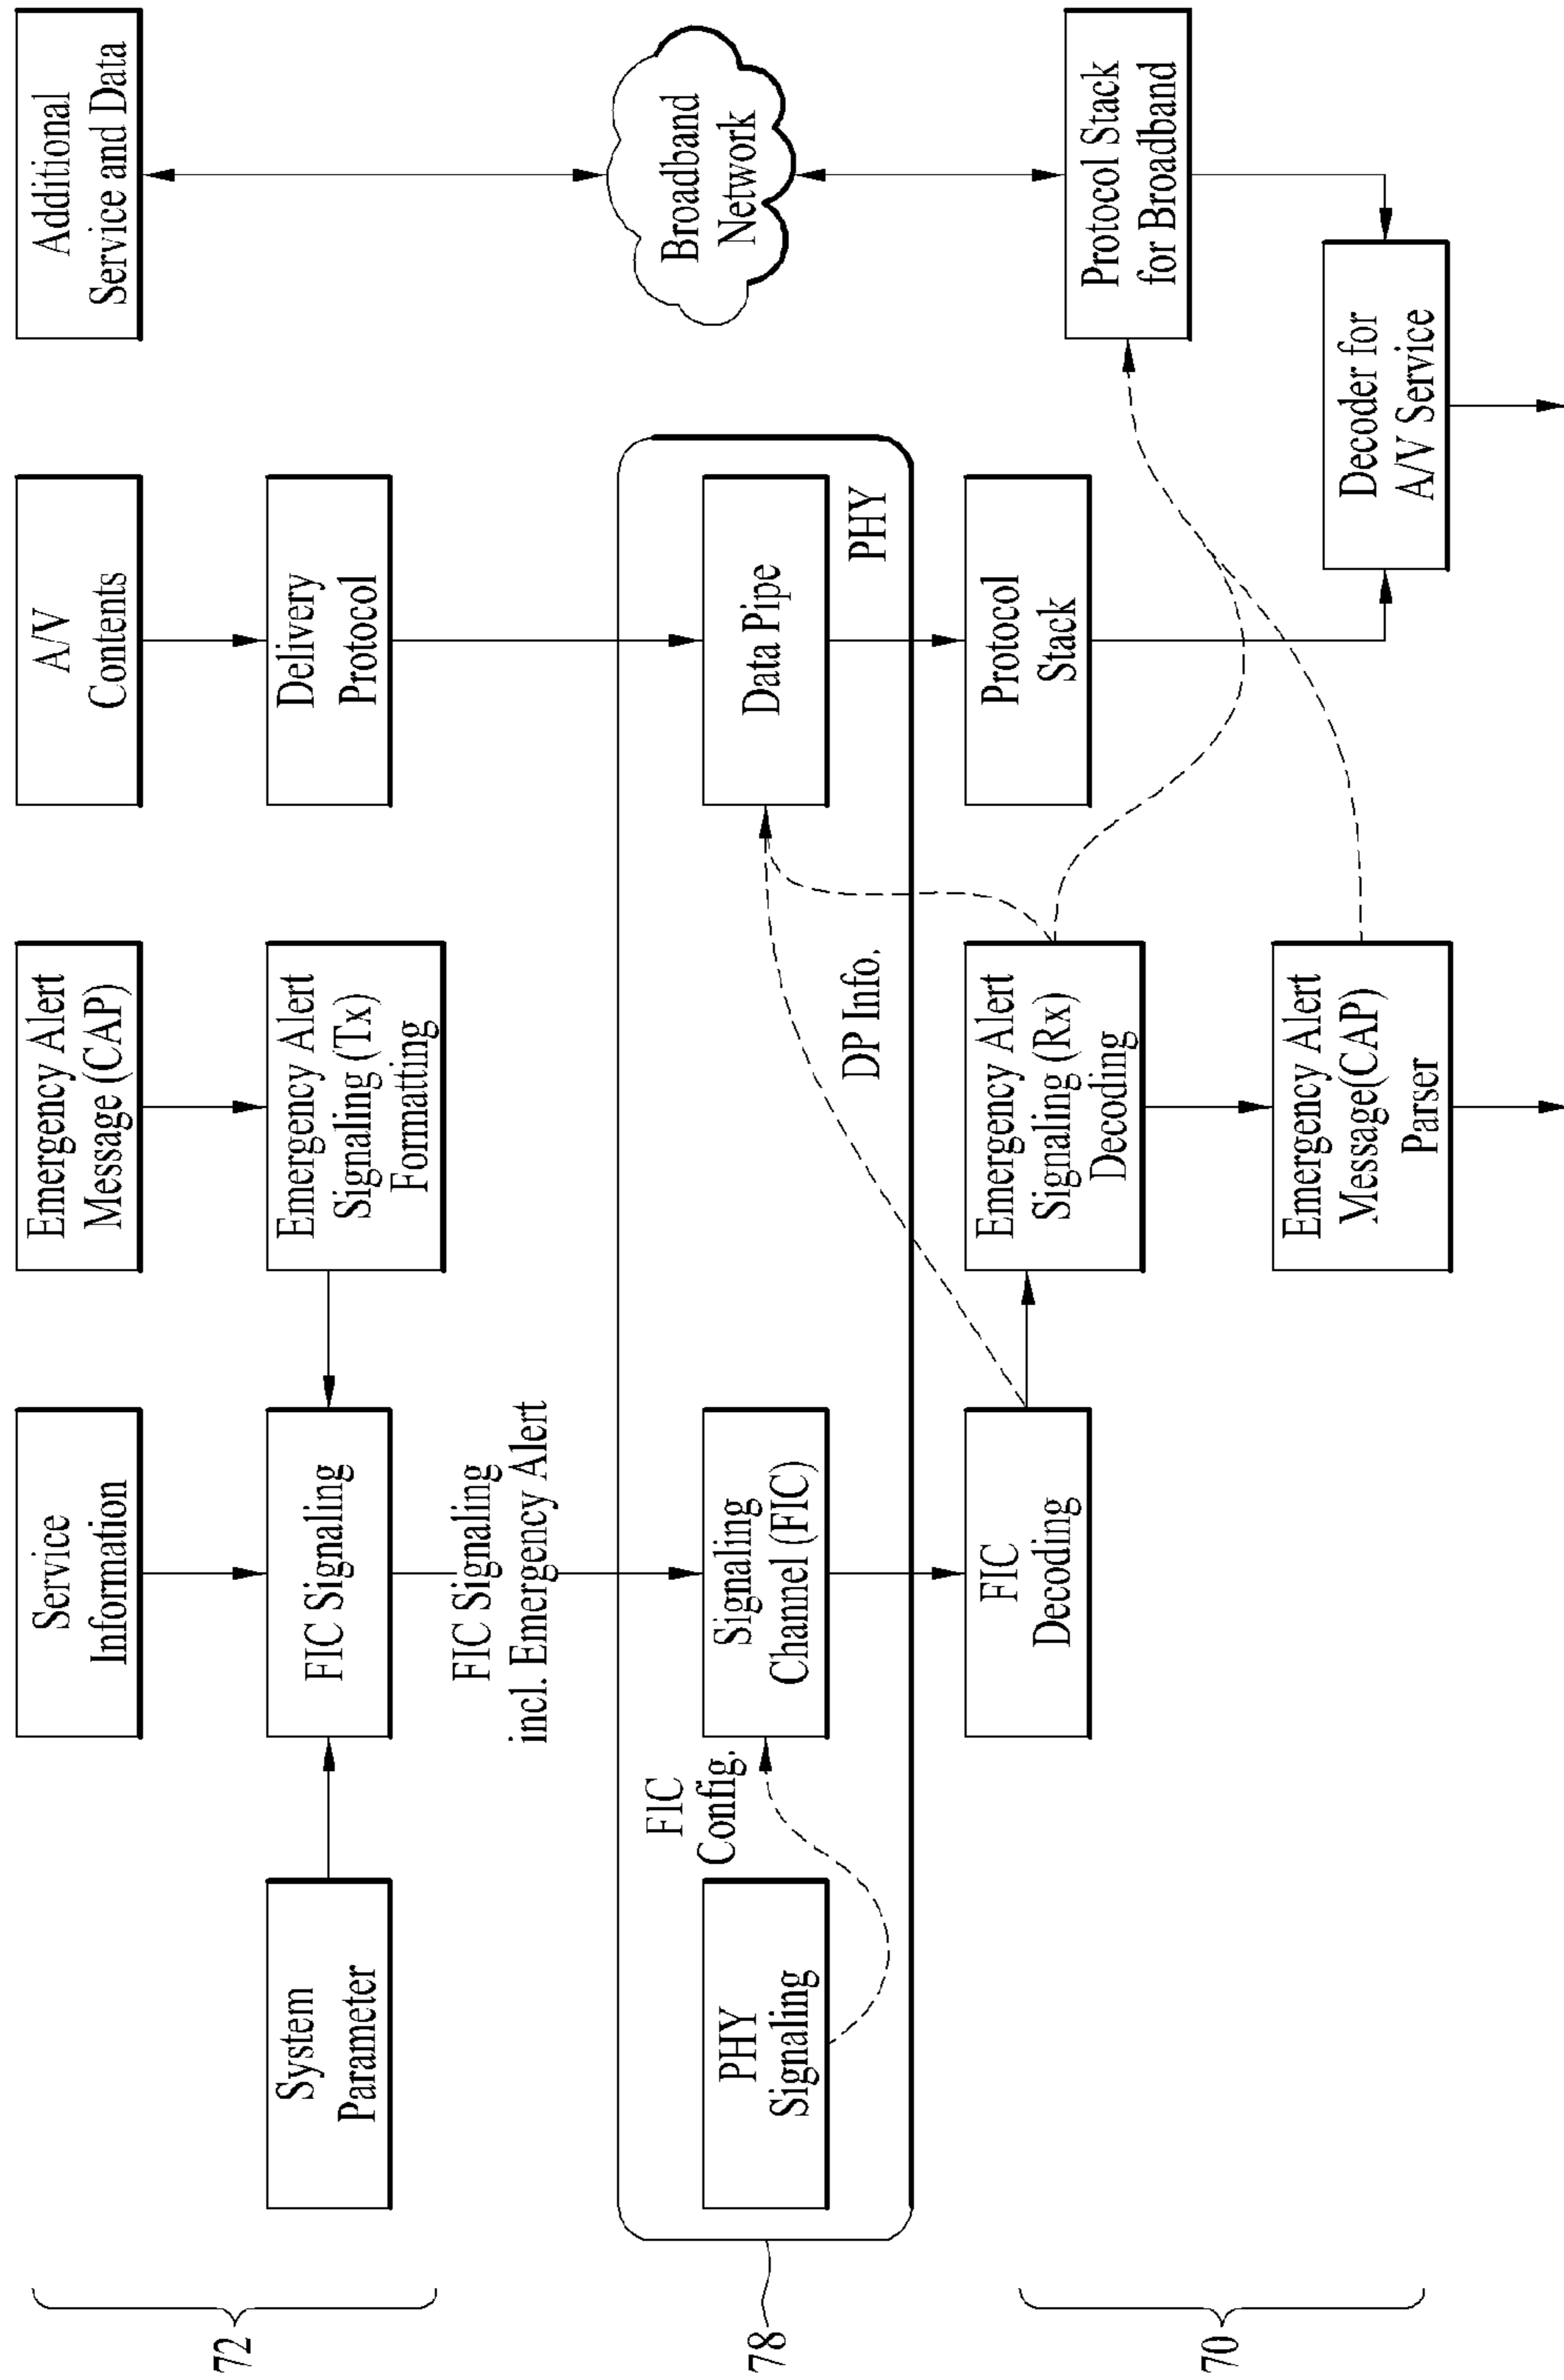 72
System
Parameter
Service
Information
FIC Signaling
FIC Signaling
incl. Emergency Alert
Emergency Alert
Message (CAP)
Emergency Alert
Signaling (Tx)
Formatting
A/V
Contents
Delivery
Protocol
Additional
Service and Data
78
PHY
Signaling
FIC
Config.
Signaling
Channel (FIC)
DP Info.
Data Pipe
PHY
Broadband
Network
70
FIC
Decoding
Emergency Alert
Signaling (Rx)
Decoding
Emergency Alert
Message(CAP)
Parser
Protocol
Stack
Protocol Stack
for Broadband
Decoder for
A/V Service